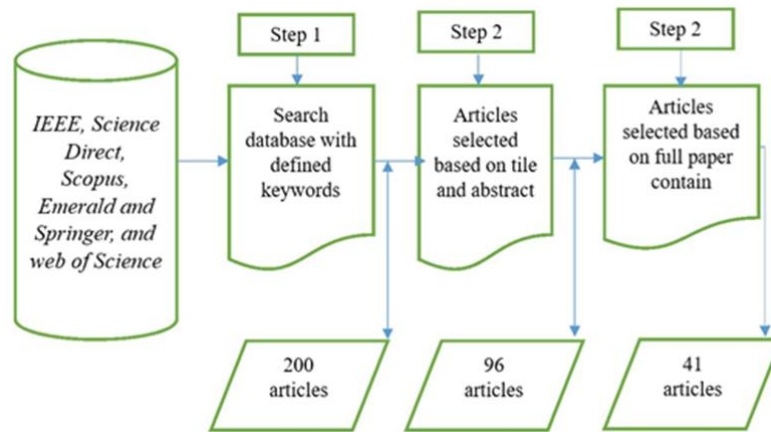 Step 1
Step 2
Step 2
IEEE, Science
Direct,
Scopus,
Emerald and
Springer, and
web of Science
Search
database with
defined
keywords
Articles
selected
based on tile
and abstract
Articles
selected based
on full paper
contain
200
articles
96
articles
41
articles